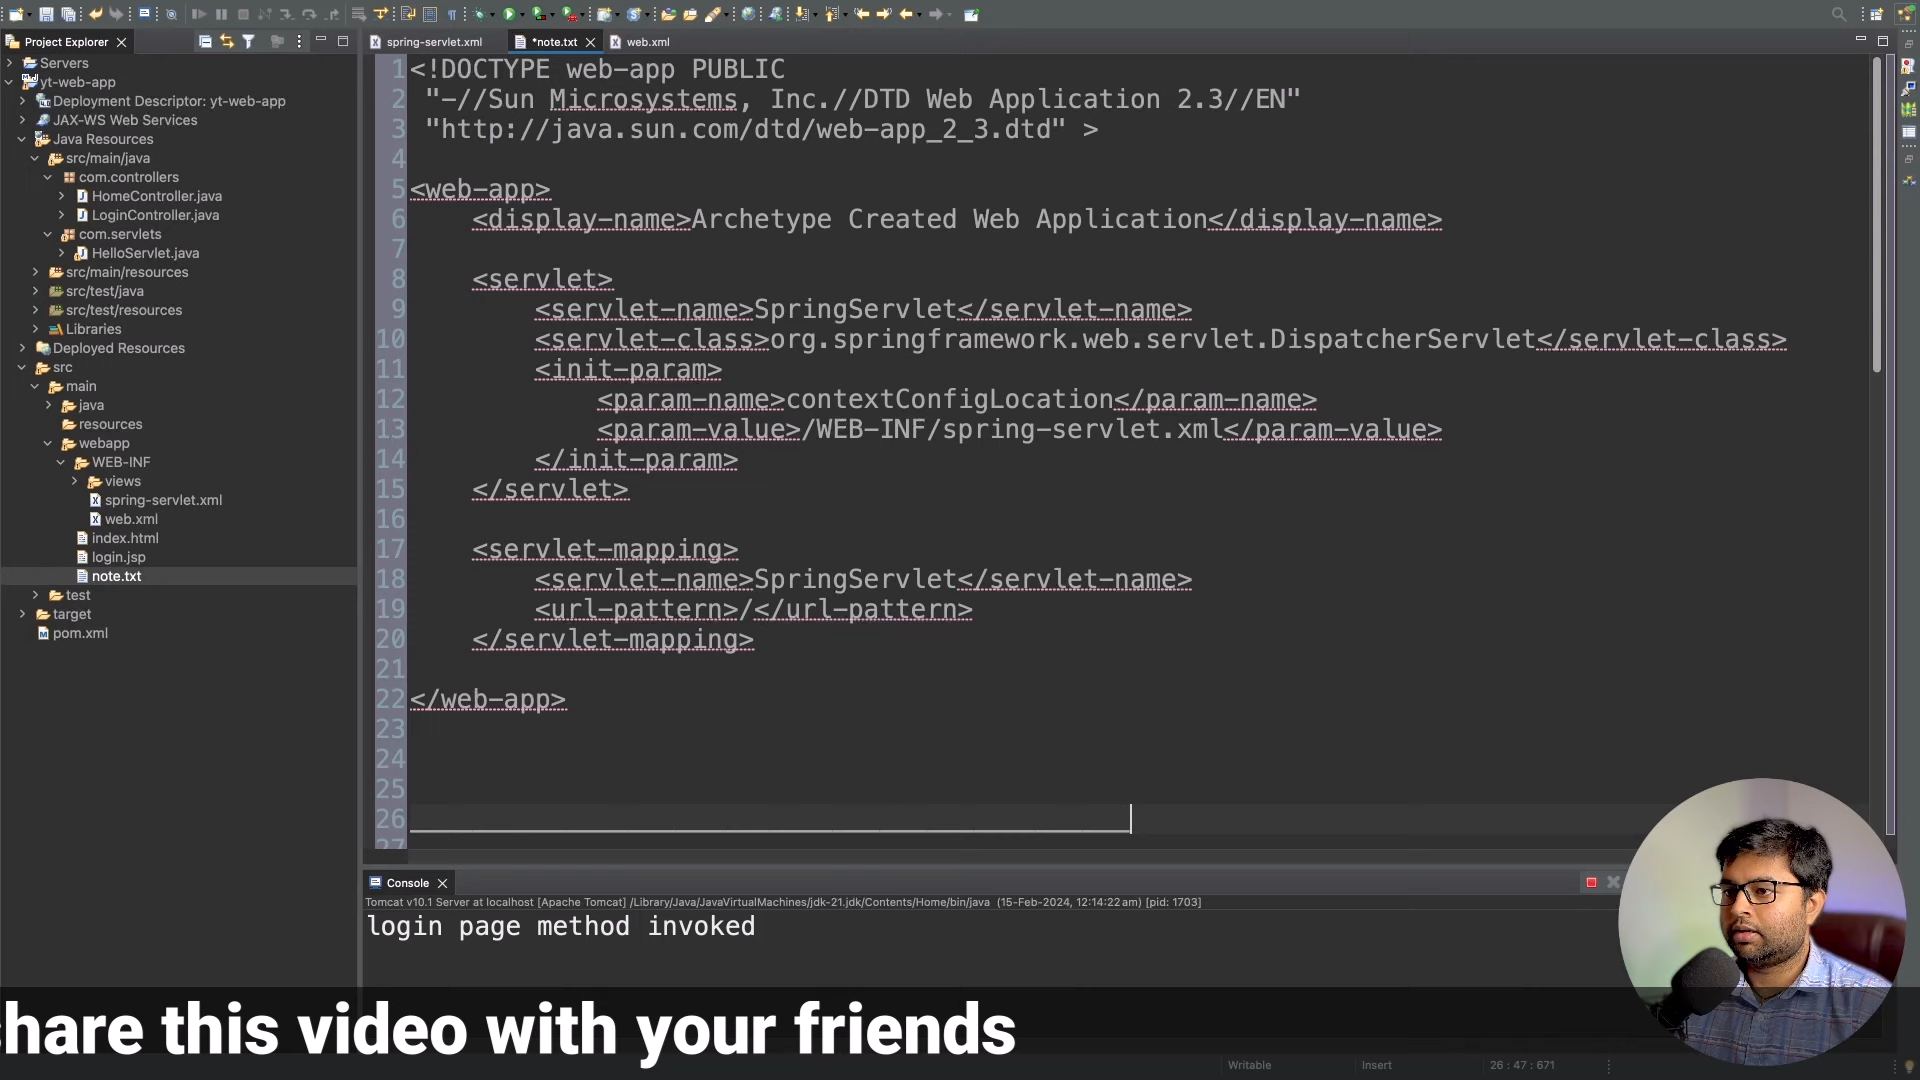 Project Explorer
spring-servlet.xml
*note.txt
web.xml
Servers
yt-web-app
Deployment Descriptor: yt-web-app
JAX-WS Web Services
Java Resources
src/main/java
com.controllers
HomeController.java
LoginController.java
com.servlets
HelloServlet.java
src/main/resources
src/test/java
src/test/resources
Libraries
Deployed Resources
src
main
java
resources
webapp
WEB-INF
views
spring-servlet.xml
web.xml
index.html
login.jsp
note.txt
test
target
pom.xml
1 <!DOCTYPE web-app PUBLIC
2 "-//Sun Microsystems, Inc.//DTD Web Application 2.3//EN"
3 "http://java.sun.com/dtd/web-app_2_3.dtd" >
4
5 <web-app>
6 <display-name>Archetype Created Web Application</display-name>
7
8 <servlet>
9 <servlet-name>SpringServlet</servlet-name>
10 <servlet-class>org.springframework.web.servlet.DispatcherServlet</servlet-class>
11 <init-param>
12 <param-name>contextConfigLocation</param-name>
13 <param-value>/WEB-INF/spring-servlet.xml</param-value>
14 </init-param>
15 </servlet>
16
17 <servlet-mapping>
18 <servlet-name>SpringServlet</servlet-name>
19 <url-pattern>/</url-pattern>
20 </servlet-mapping>
21
22 </web-app>
23
24
25
26
27
Console
Tomcat v10.1 Server at localhost [Apache Tomcat] /Library/Java/JavaVirtualMachines/jdk-21.jdk/Contents/Home/bin/java (15-Feb-2024, 12:14:22 am) [pid: 1703]
login page method invoked
hare this video with your friends
Writable
Insert
26 : 47 : 671